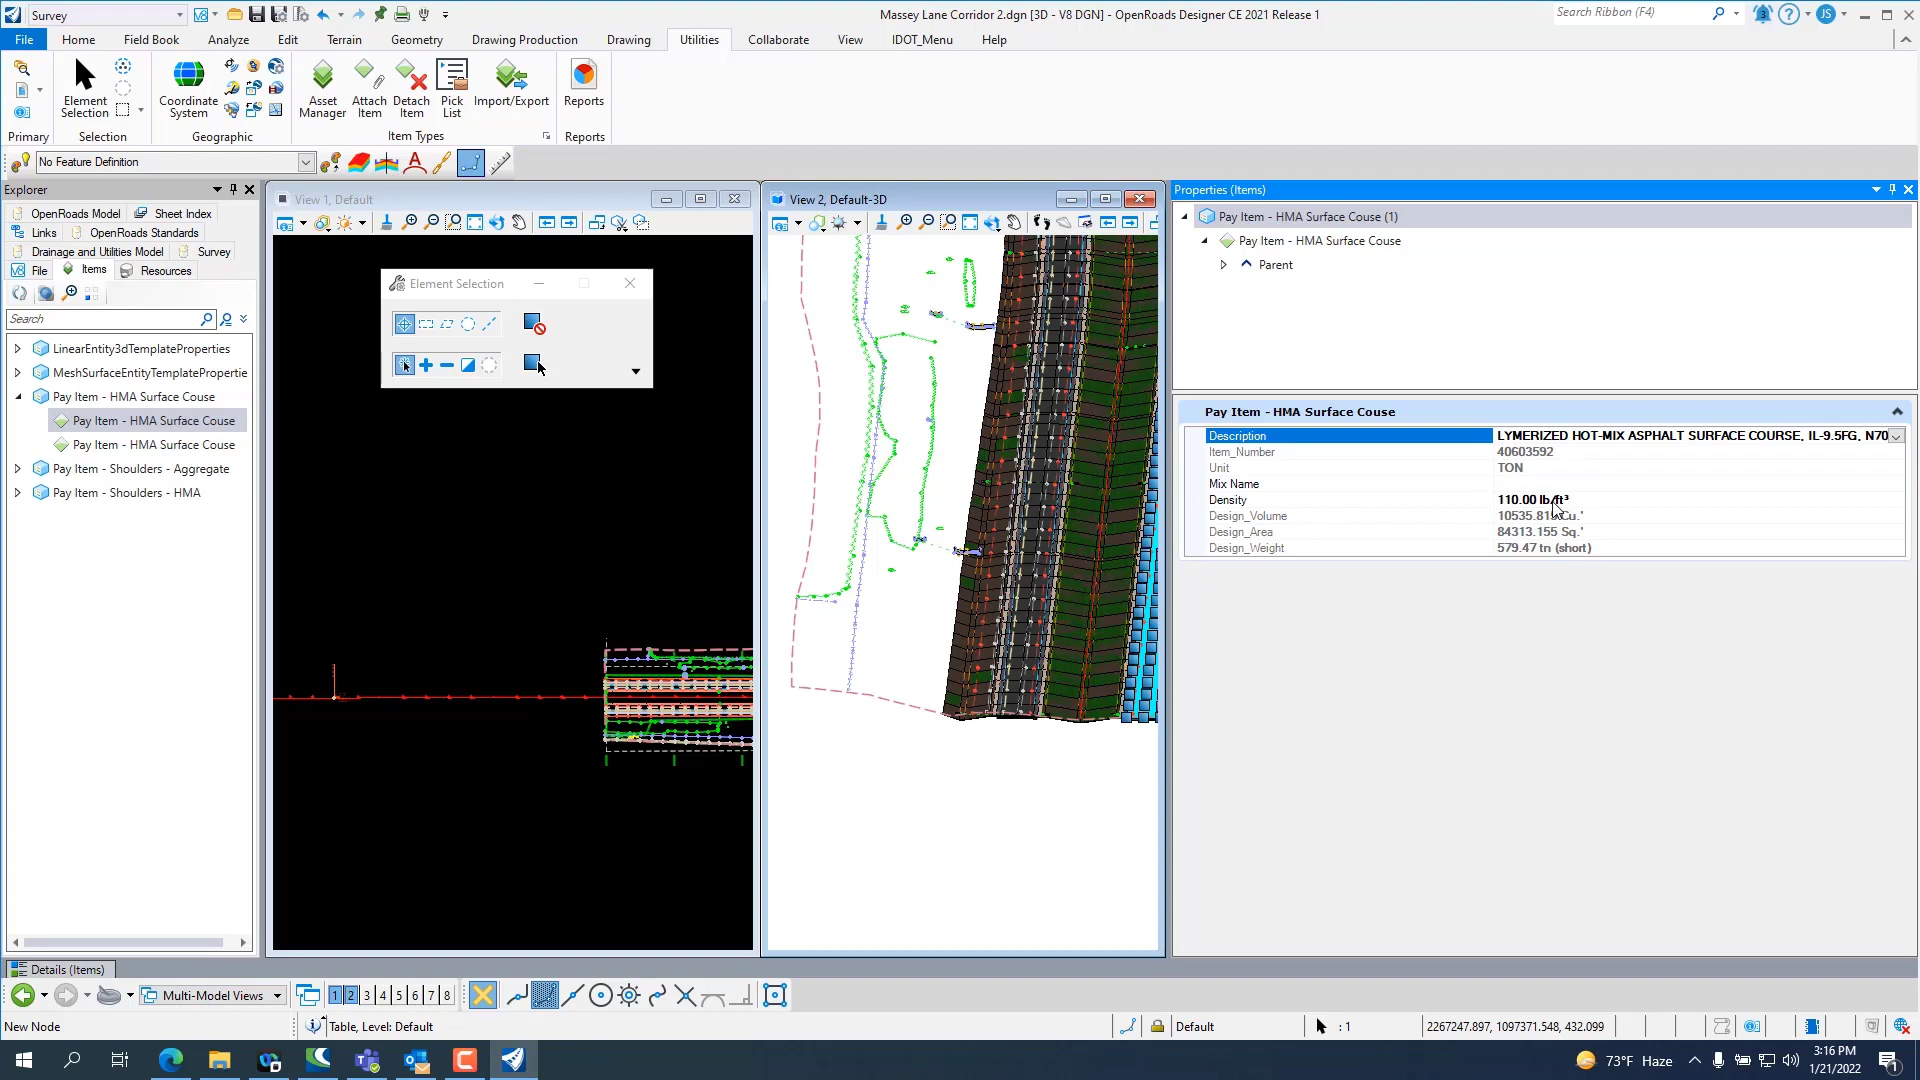 Survey
Massey Lane Corridor 2.dgn [3D - V8 DGN] - OpenRoads Designer CE 2021 Release 1
Search Ribbon (F4)
JS
File Home Field Book Analyze Edit Terrain Geometry Drawing Production Drawing Utilities Collaborate View IDOT_Menu Help
Element Selection
Coordinate System
Asset Manager
Attach Item
Detach Item
Pick List
Import/Export
Reports
Primary Selection Geographic Item Types Reports
No Feature Definition
Explorer
OpenRoads Model Sheet Index
Links OpenRoads Standards
Drainage and Utilities Model Survey
File Items Resources
Search
LinearEntity3dTemplateProperties
MeshSurfaceEntityTemplatePropertie
Pay Item - HMA Surface Couse
Pay Item - HMA Surface Couse
Pay Item - HMA Surface Couse
Pay Item - Shoulders - Aggregate
Pay Item - Shoulders - HMA
View 1, Default
Element Selection
View 2, Default-3D
Properties (Items)
Pay Item - HMA Surface Couse (1)
Pay Item - HMA Surface Couse
Parent
Pay Item - HMA Surface Couse
Description LYMERIZED HOT-MIX ASPHALT SURFACE COURSE, IL-9.5FG, N70
Item_Number 40603592
Unit TON
Mix Name
Density 110.00 lb/ft³
Design_Volume
Design_Area 84313.155 Sq.'
Design_Weight 579.47 tn (short)
Details (Items)
Multi-Model Views
1 2 3 4 5 6 7 8
New Node
Table, Level: Default
Default
: 1
2267247.897, 1097371.548, 432.099
73°F Haze
3:16 PM
1/21/2022
1